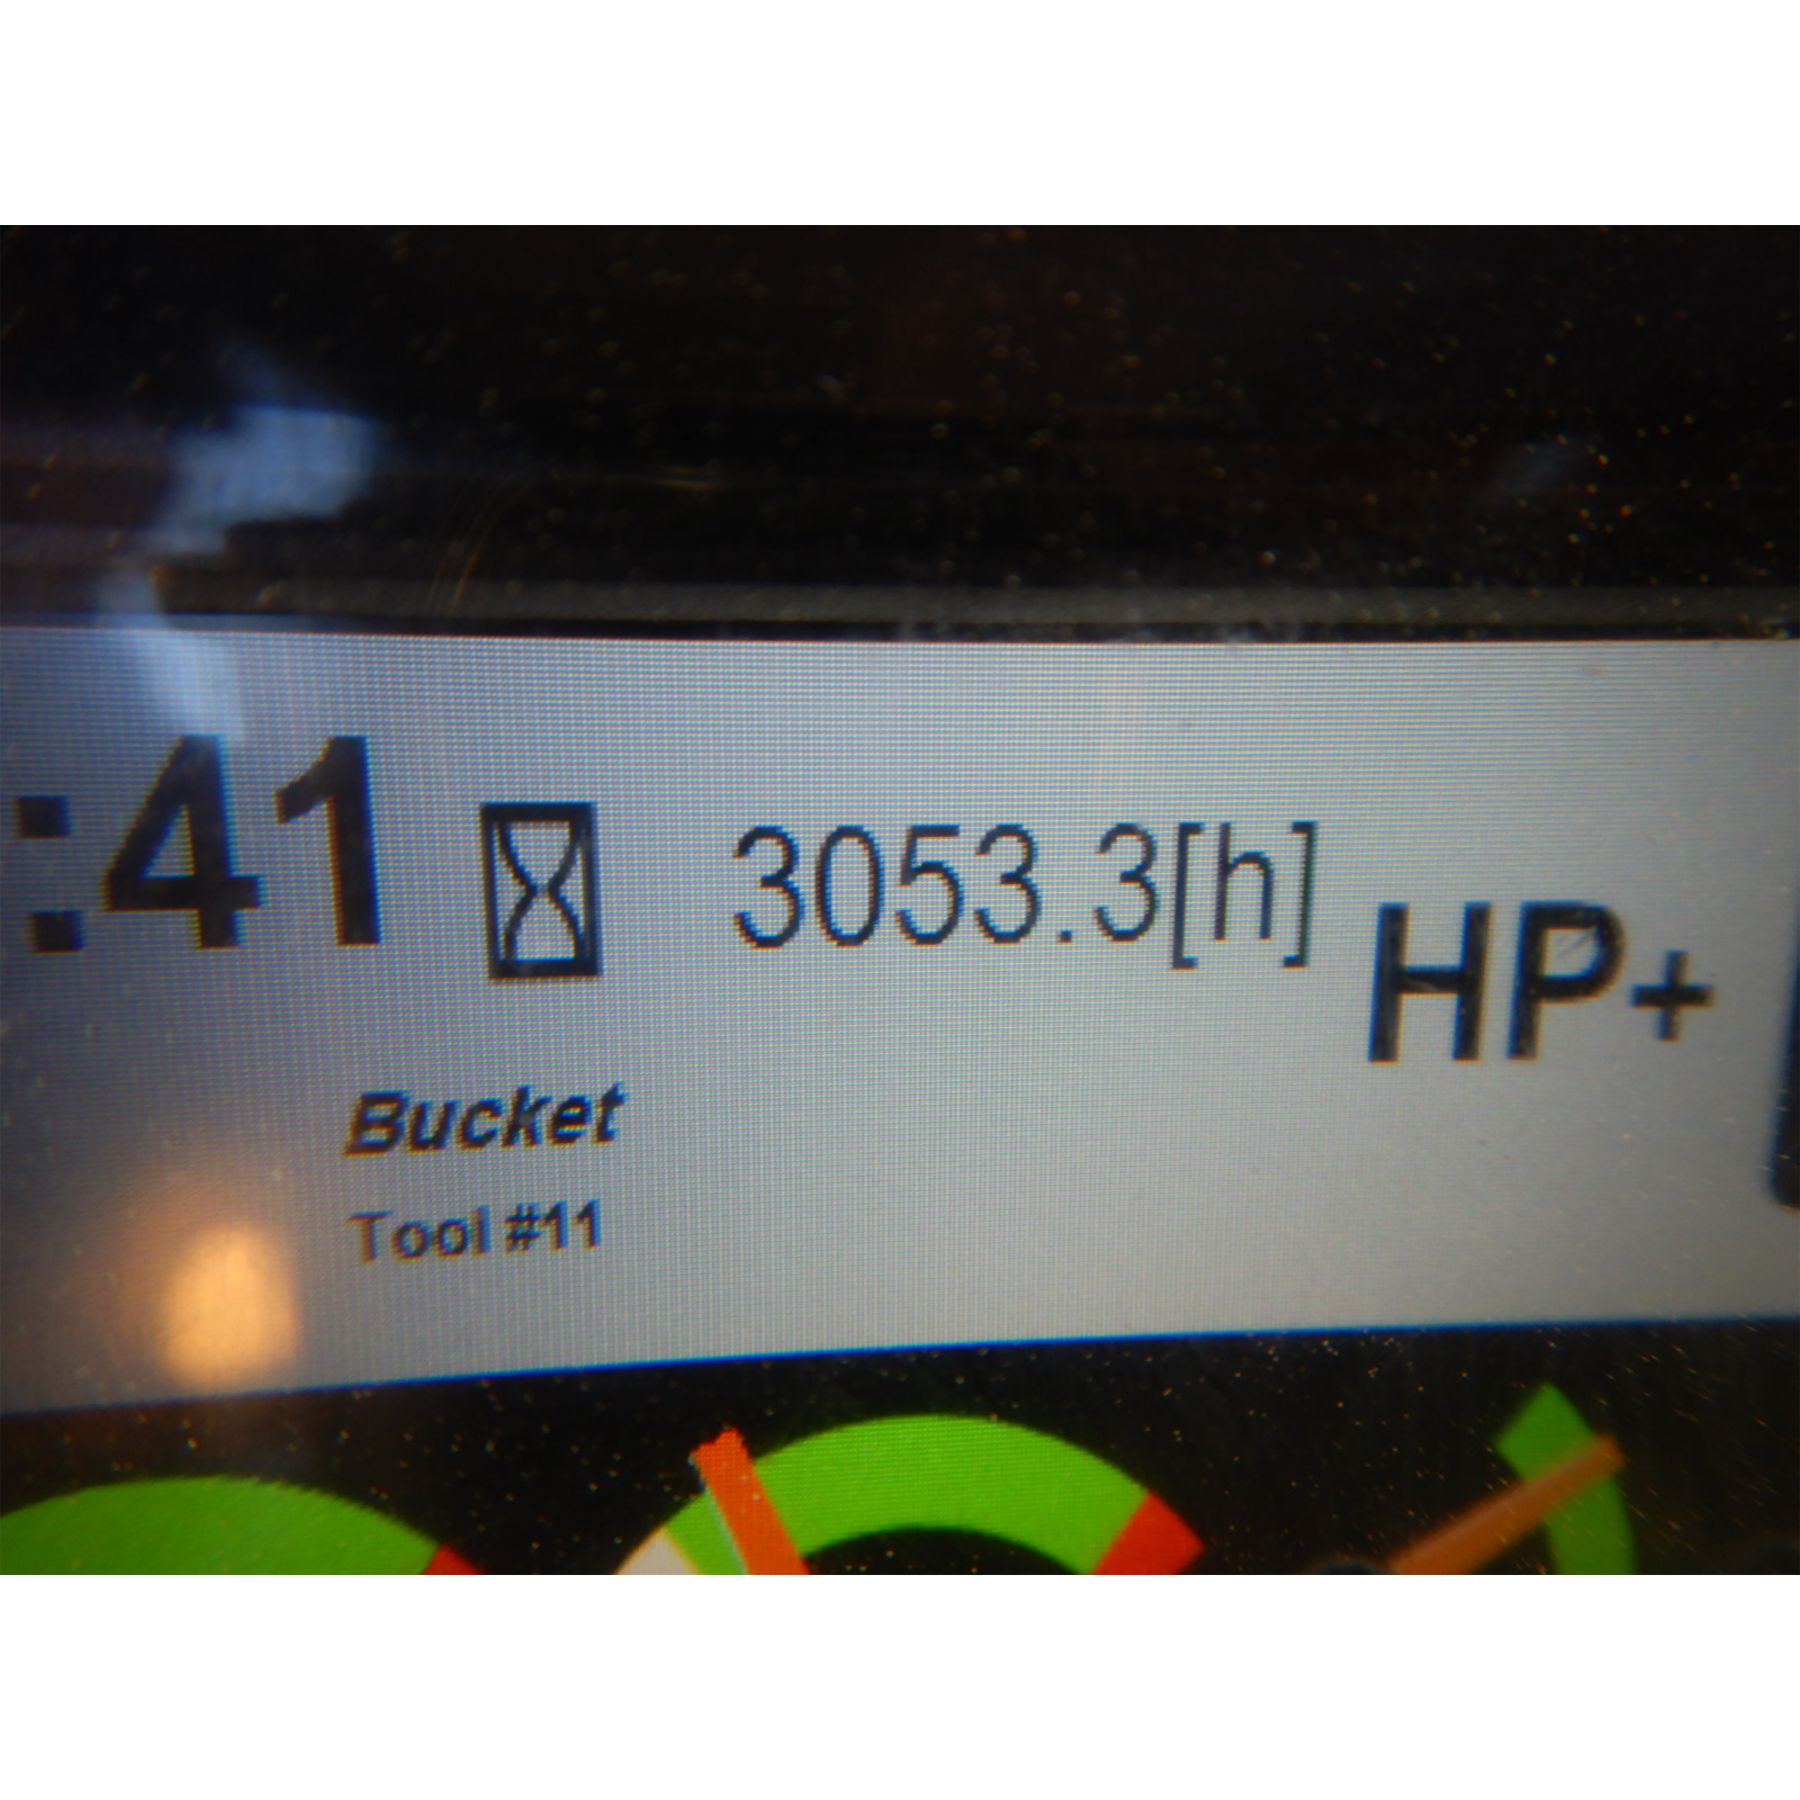 :41 3053.3[h] HP+
Bucket
Tool #11